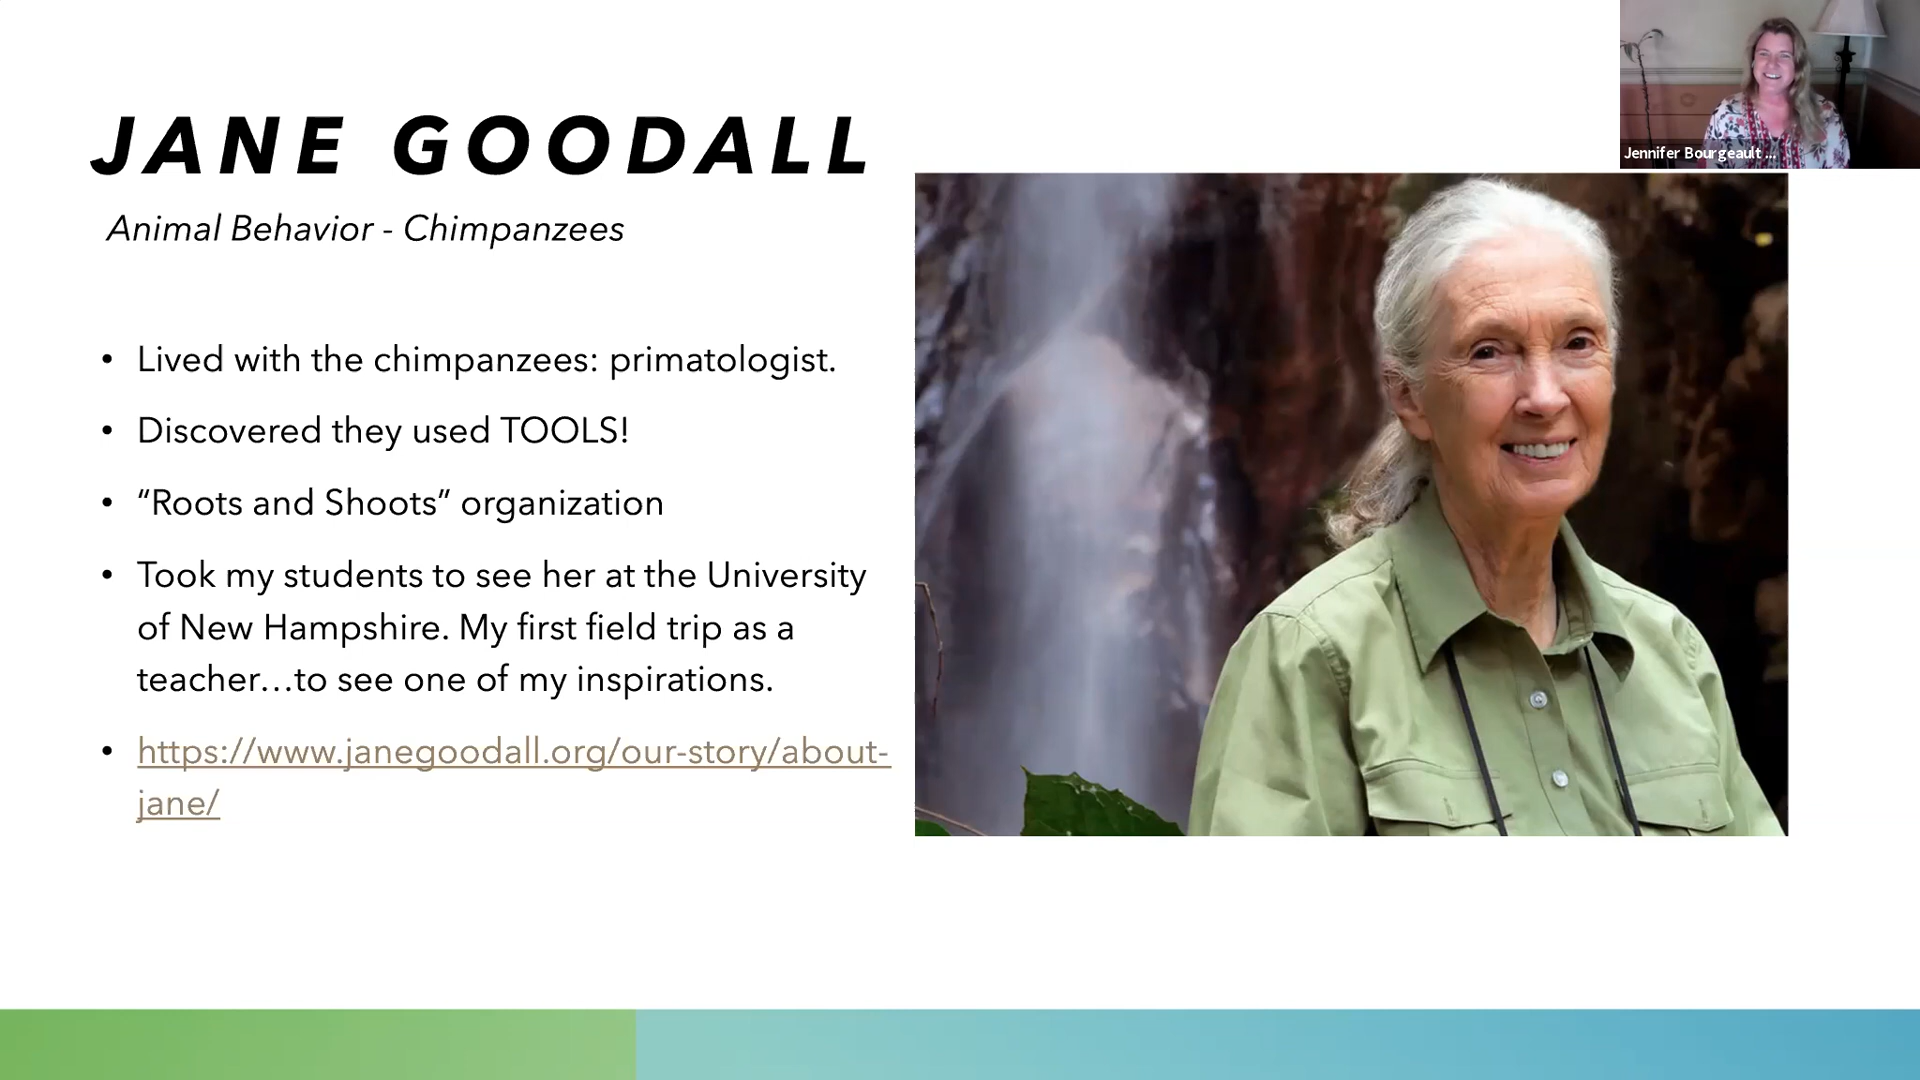 Jennifer Bourgeault ...
JANE GOODALL
Animal Behavior - Chimpanzees
• Lived with the chimpanzees: primatologist.
• Discovered they used TOOLS!
• “Roots and Shoots” organization
• Took my students to see her at the University
of New Hampshire. My first field trip as a
teacher…to see one of my inspirations.
• https://www.janegoodall.org/our-story/about-
jane/